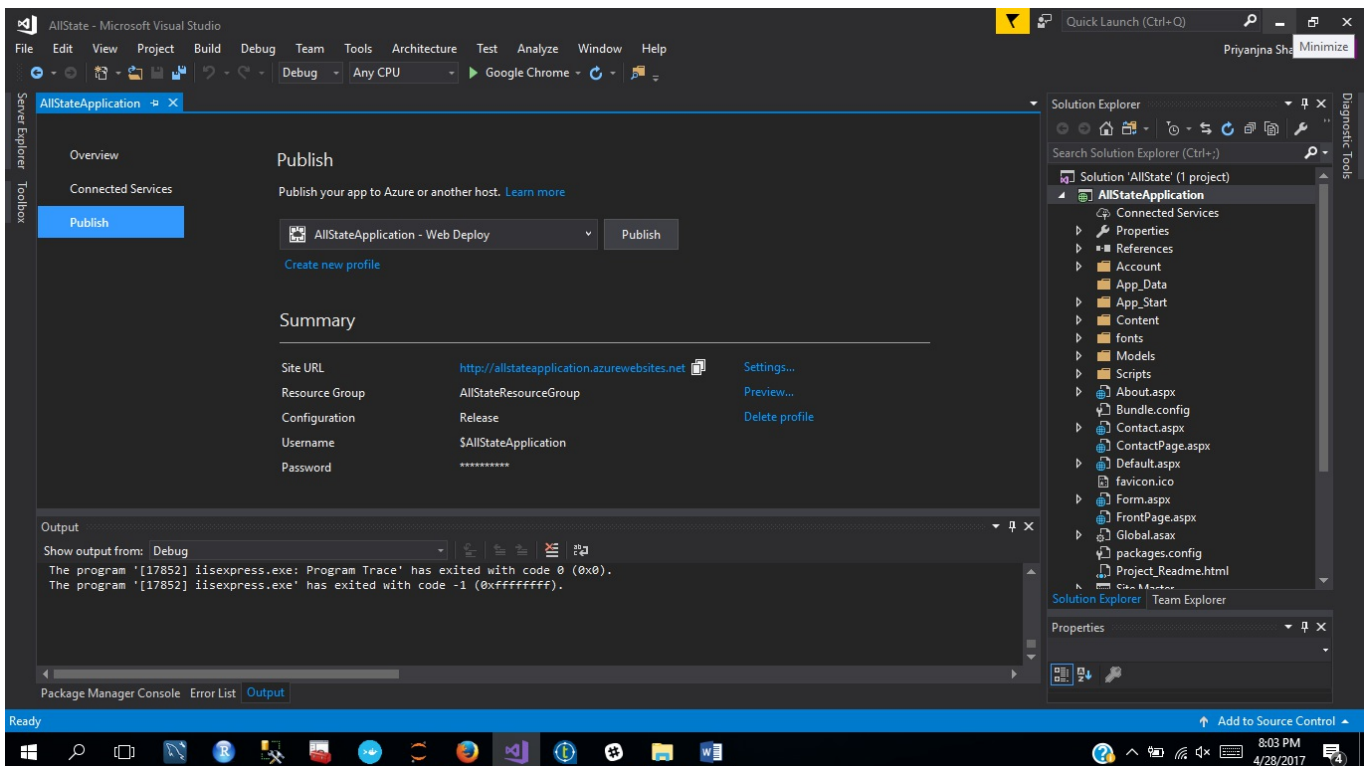 AllState - Microsoft Visual Studio
Quick Launch (Ctrl+Q)
File Edit View Project Build Debug Team Tools Architecture Test Analyze Window Help
Priyanjna Sha
Minimize
Debug Any CPU Google Chrome
Server Explorer
Toolbox
AllStateApplication
Overview
Connected Services
Publish
Publish
Publish your app to Azure or another host. Learn more
AllStateApplication - Web Deploy
Publish
Create new profile
Summary
Site URL http://allstateapplication.azurewebsites.net Settings...
Resource Group AllStateResourceGroup Preview...
Configuration Release Delete profile
Username $AllStateApplication
Password **********
Output
Show output from: Debug
The program '[17852] iisexpress.exe: Program Trace' has exited with code 0 (0x0).
The program '[17852] iisexpress.exe' has exited with code -1 (0xffffffff).
Package Manager Console Error List Output
Solution Explorer
Search Solution Explorer (Ctrl+;)
Solution 'AllState' (1 project)
AllStateApplication
Connected Services
Properties
References
Account
App_Data
App_Start
Content
fonts
Models
Scripts
About.aspx
Bundle.config
Contact.aspx
ContactPage.aspx
Default.aspx
favicon.ico
Form.aspx
FrontPage.aspx
Global.asax
packages.config
Project_Readme.html
Site.Master
Solution Explorer Team Explorer
Properties
Diagnostic Tools
Ready
Add to Source Control
8:03 PM
4/28/2017